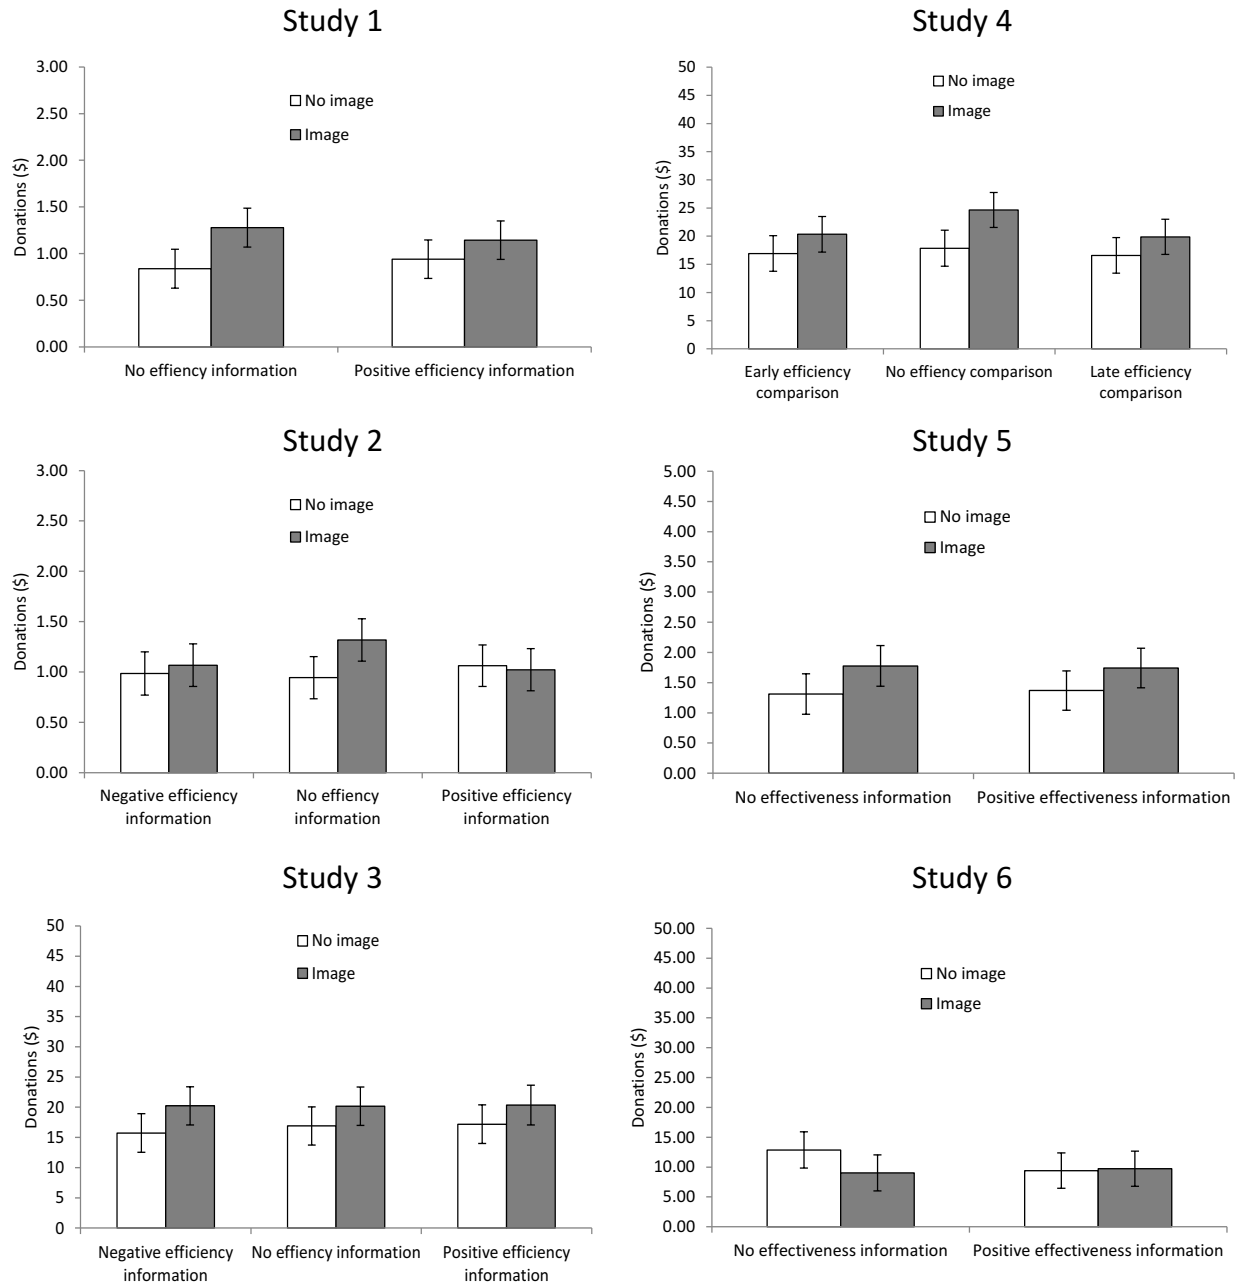 Study 1
3.00
2.50
2.00
1.50
1.00
0.50
0.00
Donations ($)
No image
Image
No effiency information
Positive efficiency information
Study 4
50
45
40
35
30
25
20
15
10
5
0
Donations ($)
No image
Image
Early efficiency
comparison
No effiency comparison
Late efficiency
comparison
Study 2
3.00
2.50
2.00
1.50
1.00
0.50
0.00
Donations ($)
No image
Image
Negative efficiency
information
No effiency
information
Positive efficiency
information
Study 5
5.00
4.50
4.00
3.50
3.00
2.50
2.00
1.50
1.00
0.50
0.00
Donations ($)
No image
Image
No effectiveness information
Positive effectiveness information
Study 3
50
45
40
35
30
25
20
15
10
5
0
Donations ($)
No image
Image
Negative efficiency
information
No effiency information
Positive efficiency
information
Study 6
50.00
45.00
40.00
35.00
30.00
25.00
20.00
15.00
10.00
5.00
0.00
Donations ($)
No image
Image
No effectiveness information
Positive effectiveness information